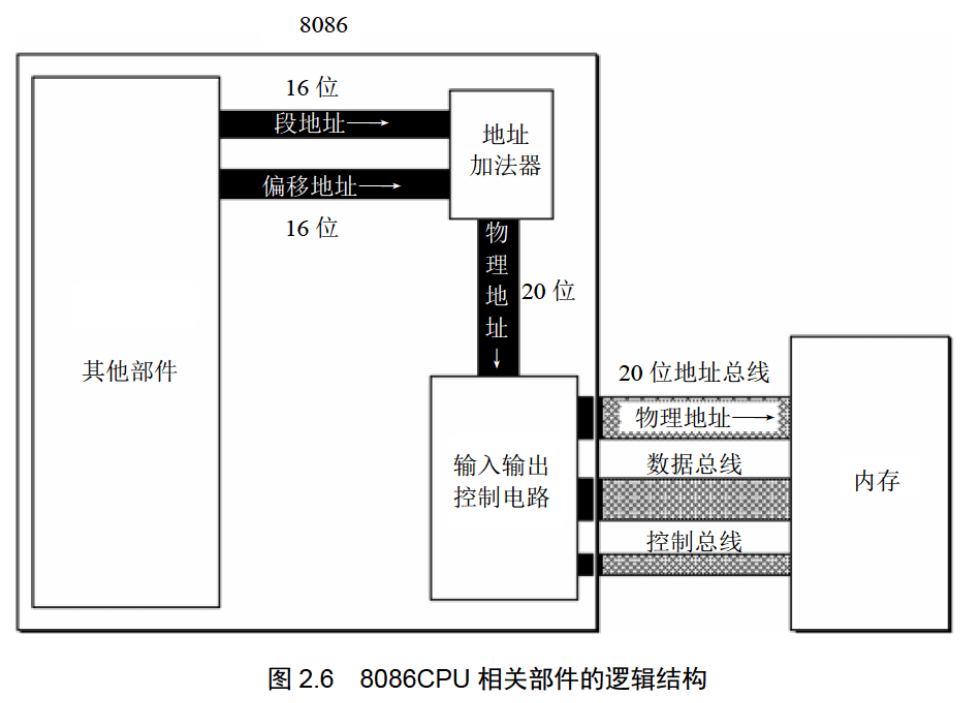 8086
16 位
段地址→
地址
加法器
偏移地址→
16 位
物
理
地
址
↓
20 位
其他部件
20 位地址总线
物理地址→
输入输出
控制电路
数据总线
内存
控制总线
图 2.6 8086CPU 相关部件的逻辑结构